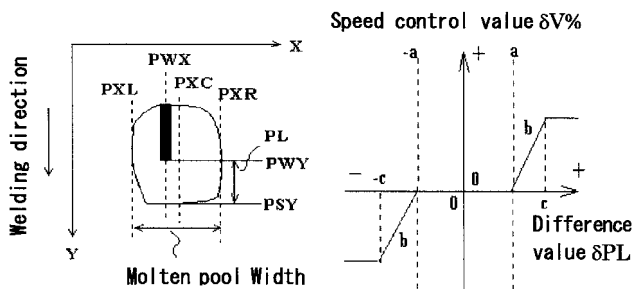 Speed control value δV%
X
PWX
PXL
PXC
PXR
PL
PWY
PSY
Welding direction
Y
Molten pool Width
-a
+
a
b
-
-c
0
0
0
c
+
b
-
Difference
value δPL